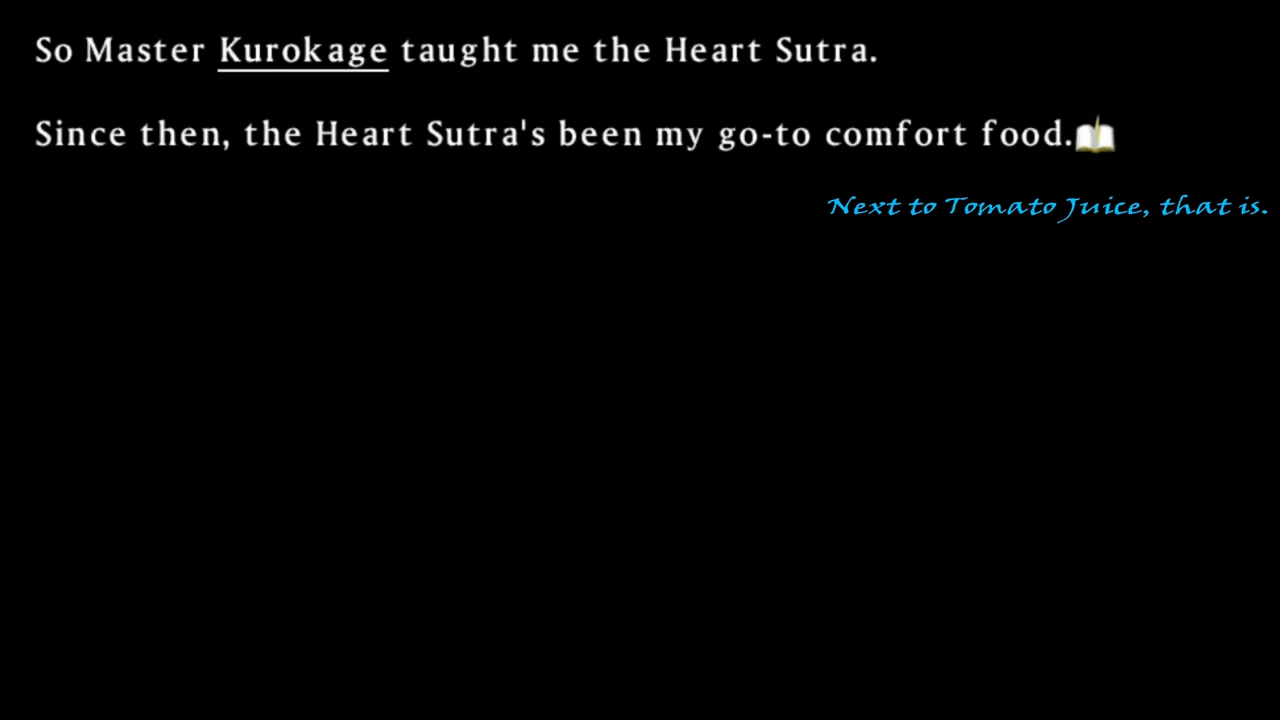 So Master Kurokage taught me the Heart Sutra.
Since then, the Heart Sutra's been my go-to comfort food.
Next to Tomato Juice, that is.